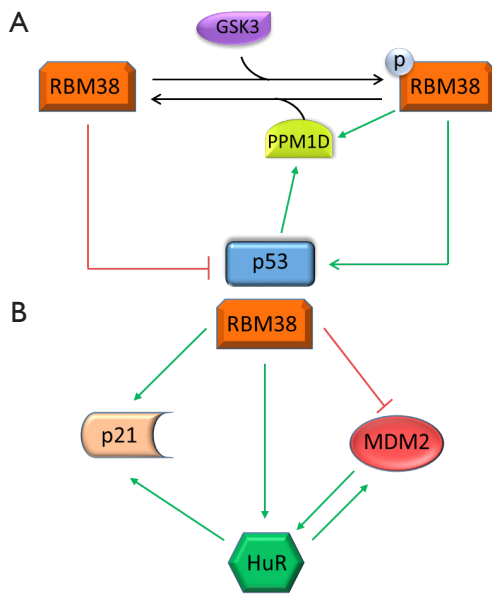 A
GSK3
RBM38
p
RBM38
PPM1D
p53
B
RBM38
p21
MDM2
HuR